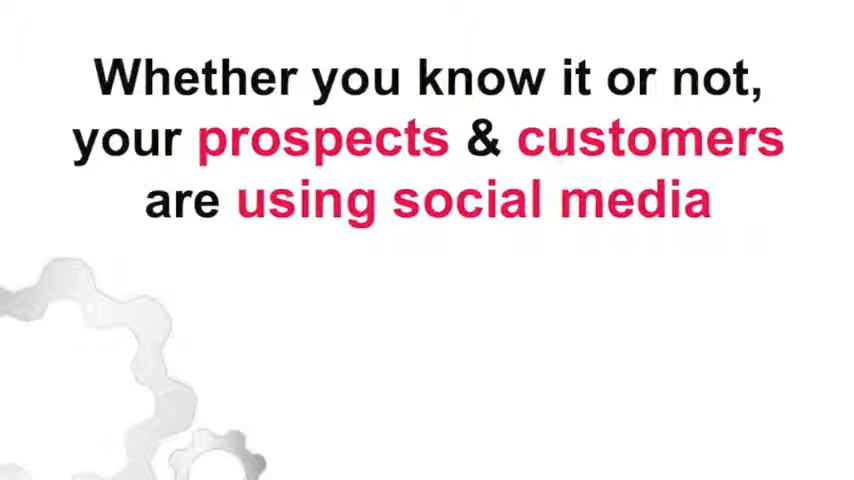 Whether you know it or not,
your prospects & customers
are using social media